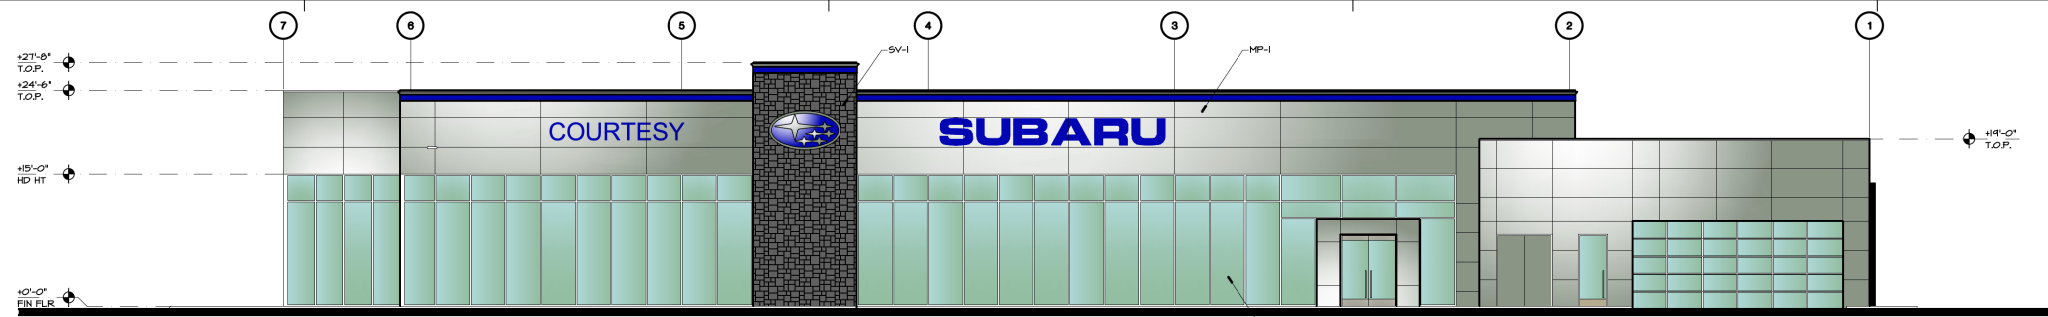 7 6 5 4 3 2 1
+27'-8"
T.O.P.
SV-1
MP-1
+24'-6"
T.O.P.
COURTESY
SUBARU
+19'-0"
T.O.P.
+15'-0"
HD HT
+0'-0"
FIN FLR